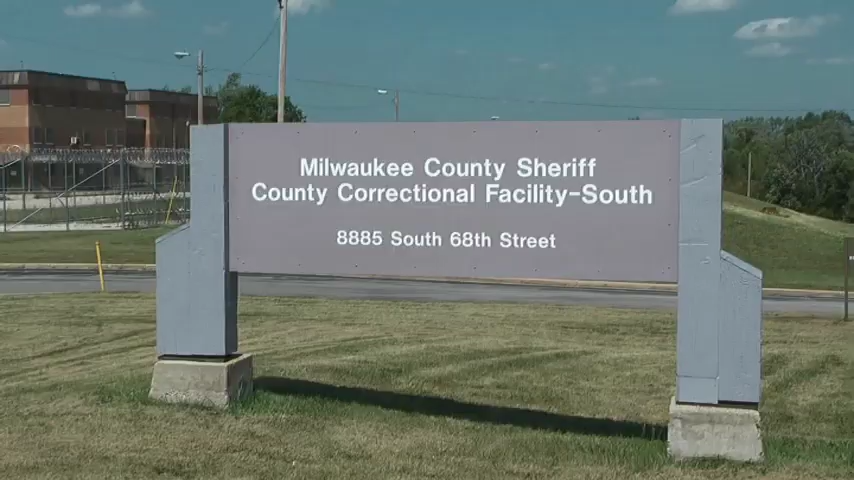 Milwaukee County Sheriff
County Correctional Facility-South
8885 South 68th Street